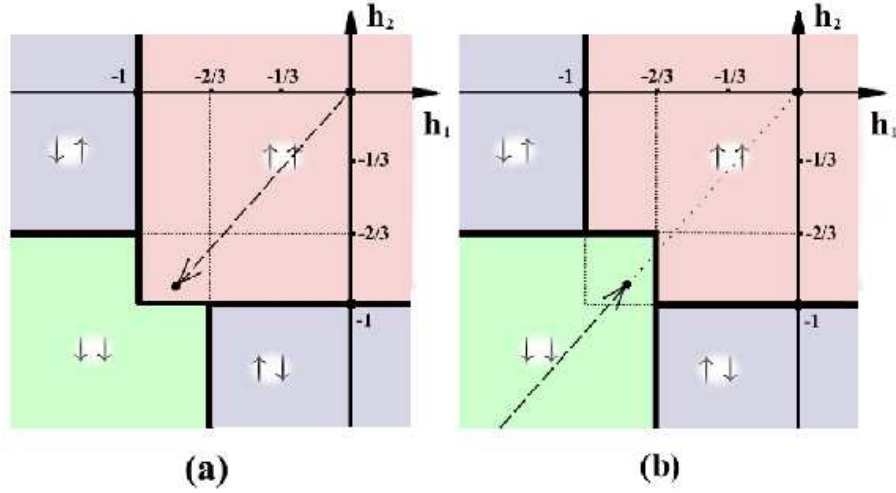 h₂ h₂
-1 -2/3 -1/3 -1 -2/3 -1/3
h₁ h₁
↓↑ ↑↑ -1/3 ↓↑ ↑↑ -1/3
-2/3 -2/3
-1 -1
↓↓ ↑↓ ↓↓ ↑↓
(a) (b)